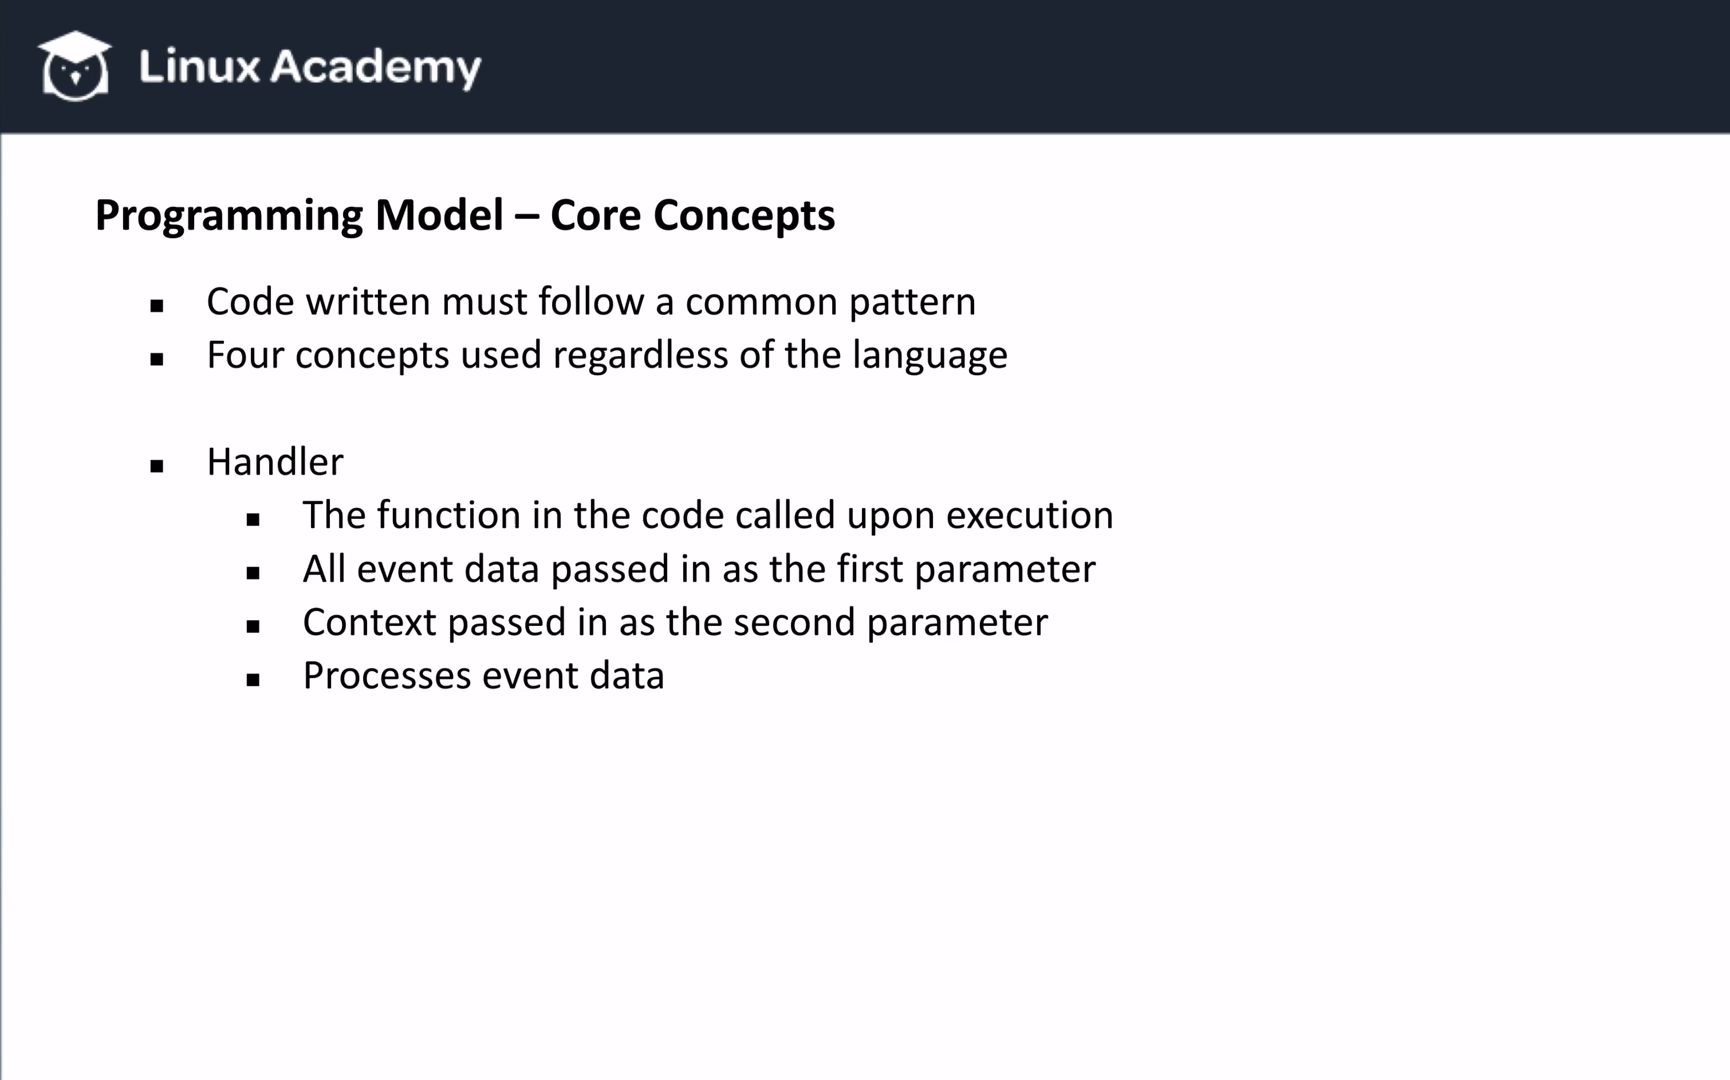 Linux Academy
Programming Model – Core Concepts
▪ Code written must follow a common pattern
▪ Four concepts used regardless of the language
▪ Handler
▪ The function in the code called upon execution
▪ All event data passed in as the first parameter
▪ Context passed in as the second parameter
▪ Processes event data